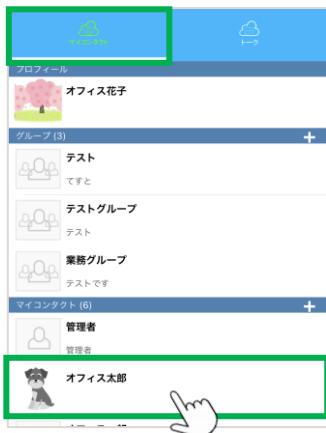 マイコンタクト
トーク
プロフィール
オフィス花子
グループ (3)
テスト
てすと
テストグループ
テスト
業務グループ
テストです
マイコンタクト (6)
管理者
管理者
オフィス太郎